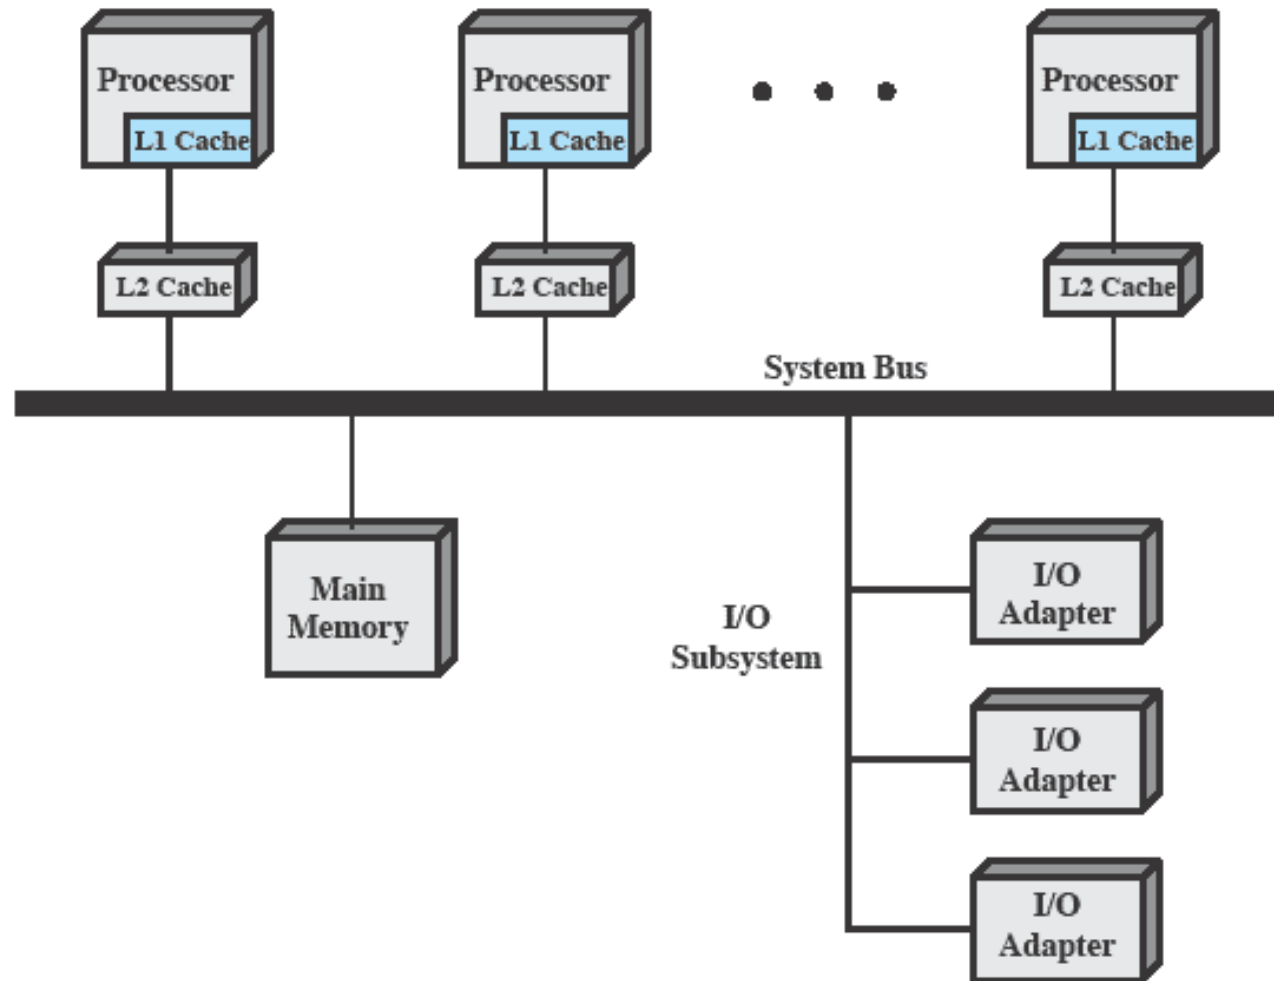 Processor
L1 Cache
Processor
L1 Cache
Processor
L1 Cache
L2 Cache
L2 Cache
L2 Cache
System Bus
Main
Memory
I/O
Subsystem
I/O
Adapter
I/O
Adapter
I/O
Adapter